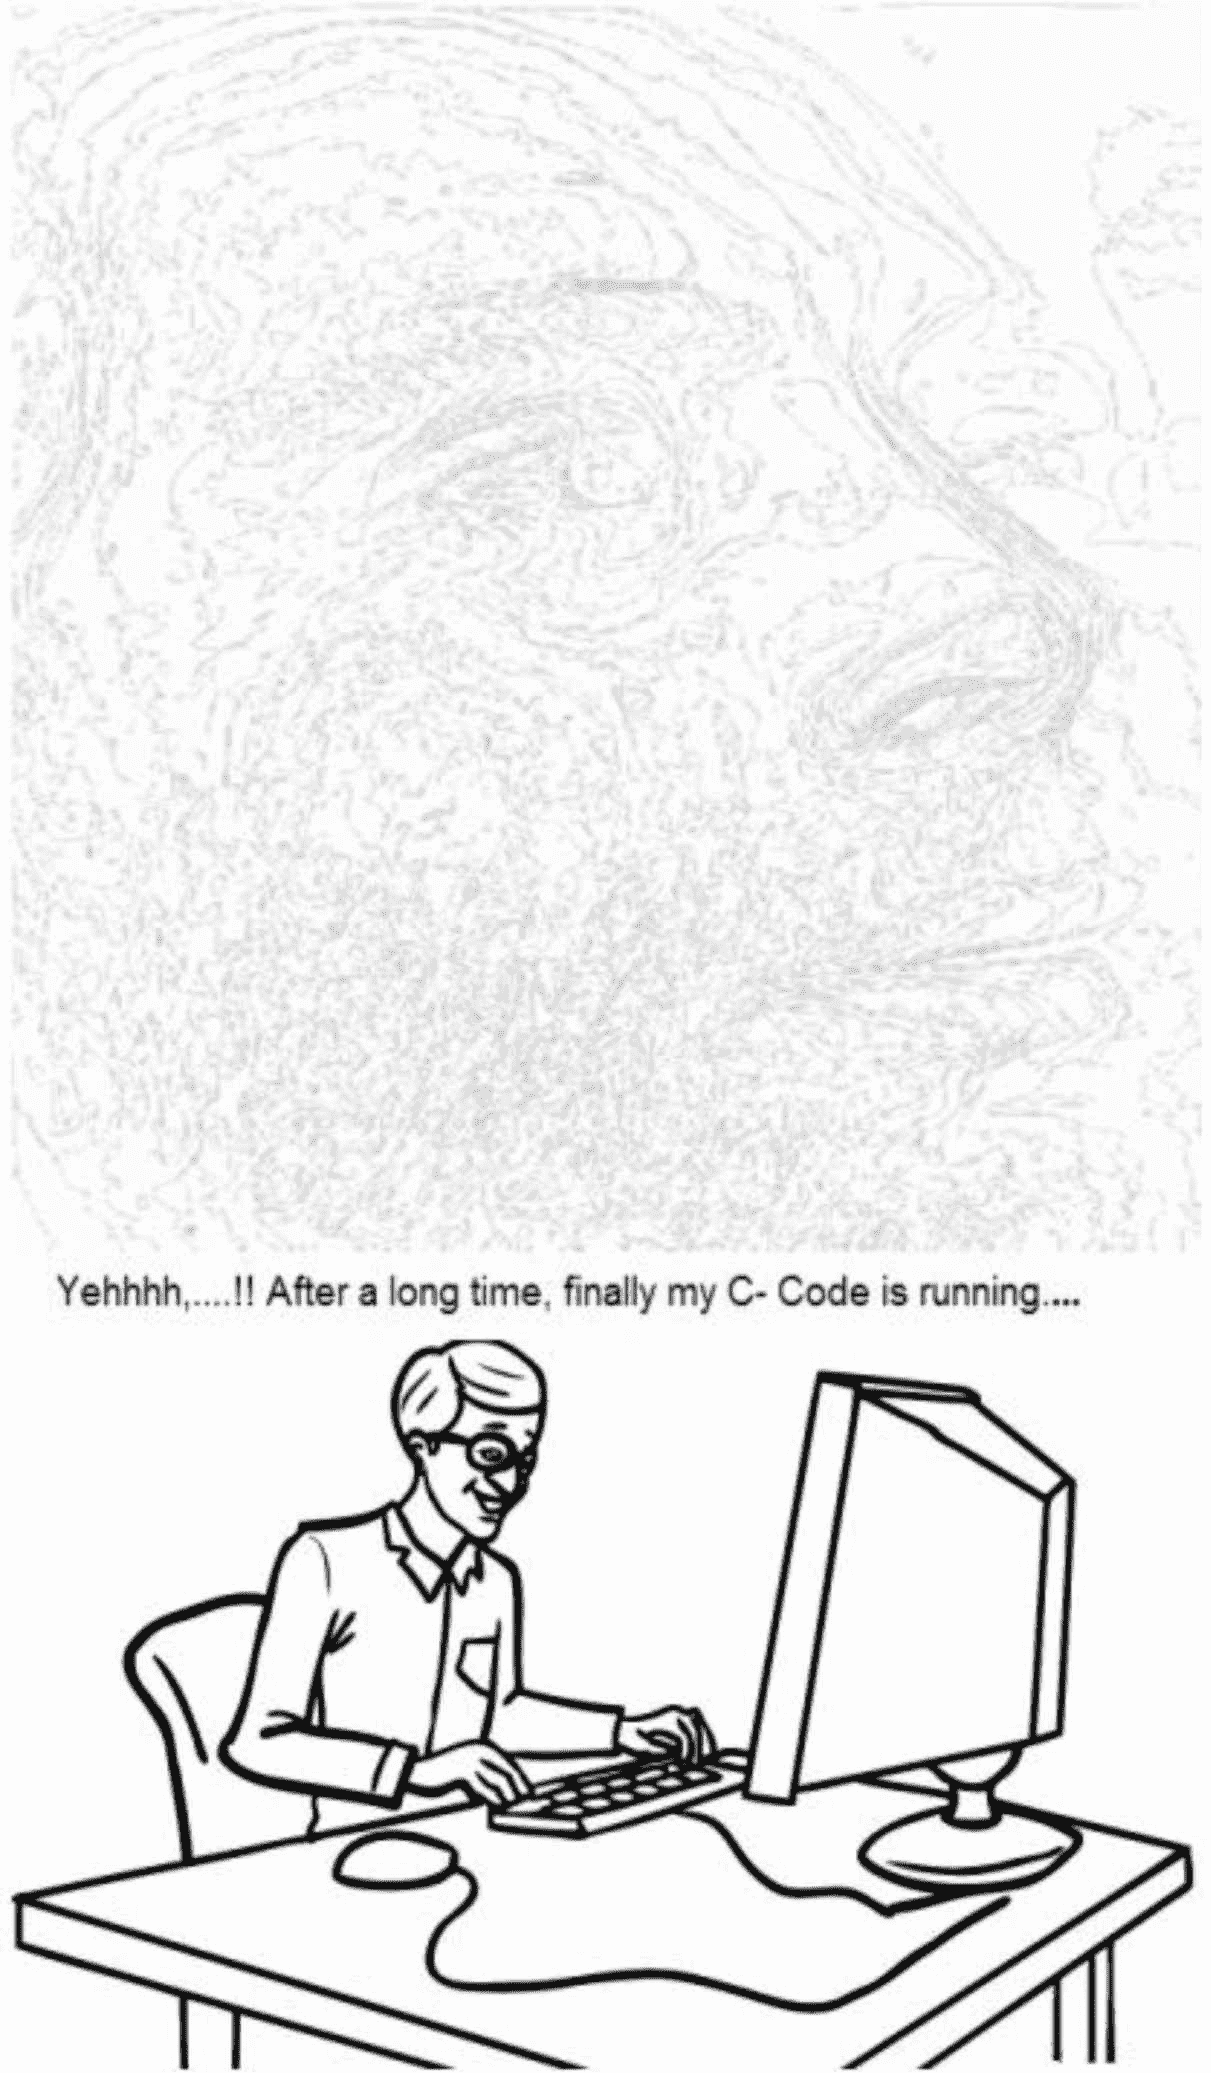 Yehhhh,....!! After a long time, finally my C- Code is running....